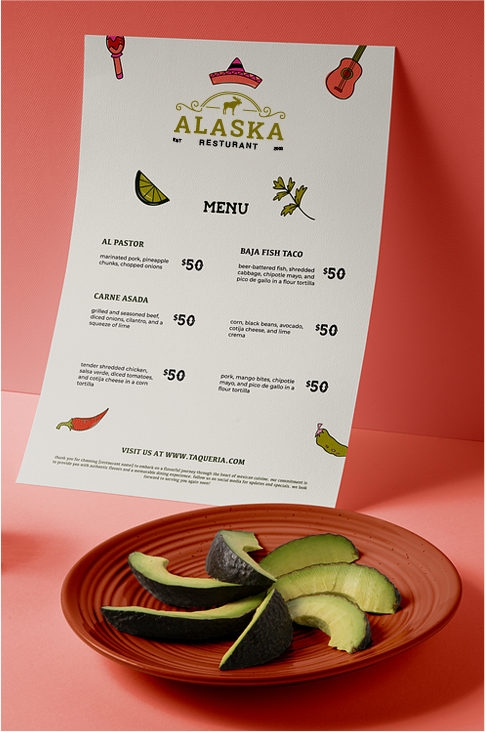 ALASKA
EST RESTURANT 2000
MENU
AL PASTOR
marinated pork, pineapple
chunks, chopped onions
$50
BAJA FISH TACO
beer-battered fish, shredded
cabbage, chipotle mayo, and
pico de gallo in a flour tortilla
$50
CARNE ASADA
grilled and seasoned beef,
diced onions, cilantro, and a
squeeze of lime
$50
corn, black beans, avocado,
cotija cheese, and lime
crema
$50
tender shredded chicken,
salsa verde, diced tomatoes,
and cotija cheese in a corn
tortilla
$50
pork, mango bites, chipotle
mayo, and pico de gallo in a
flour tortilla
$50
VISIT US AT WWW.TAQUERIA.COM
thank you for choosing [restaurant name] to embark on a flavorful journey through the heart of mexican cuisine. our commitment is
to provide you with authentic flavors and a memorable dining experience. follow us on social media for updates and specials. we look
forward to serving you again soon!